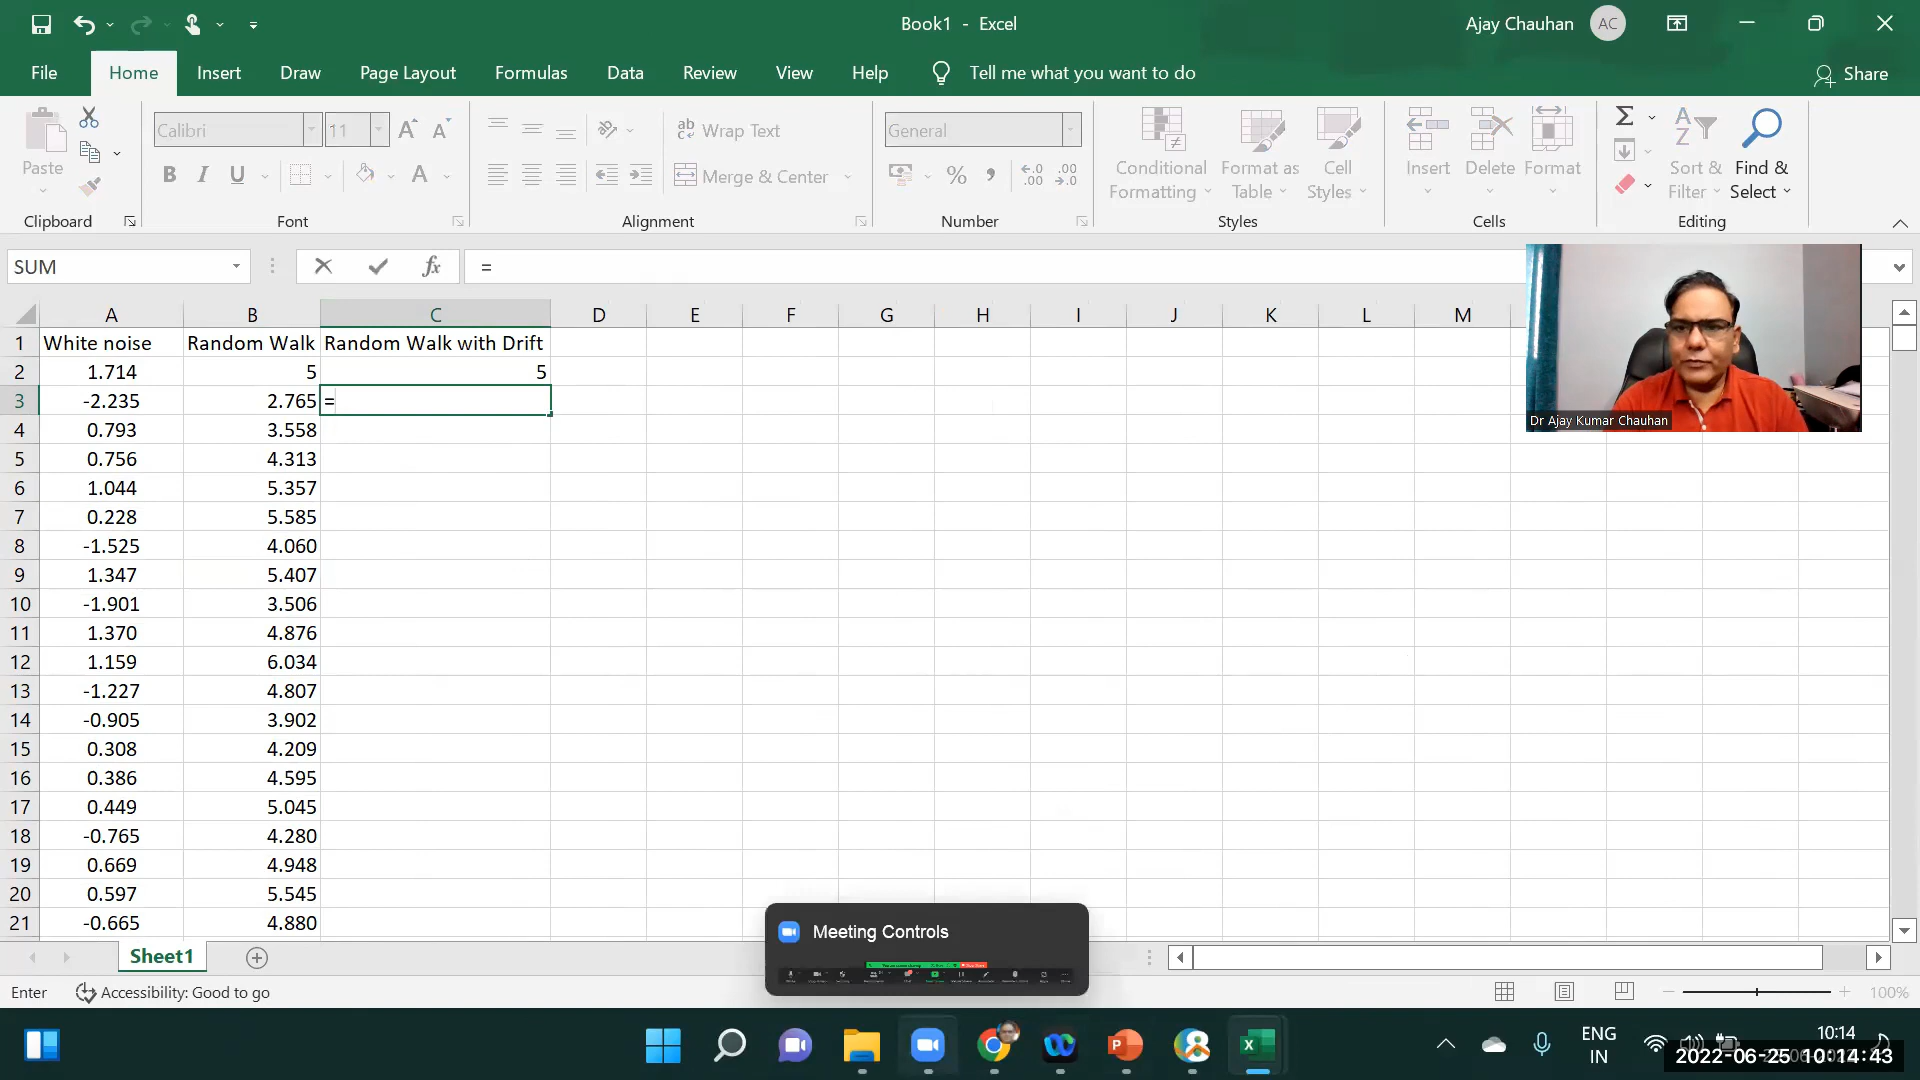 Book1 - Excel
Ajay Chauhan
AC
File
Home
Insert
Draw
Page Layout
Formulas
Data
Review
View
Help
Tell me what you want to do
Share
Paste
Calibri
11
B
I
U
A
ab
Wrap Text
Merge & Center
General
%
Conditional
Formatting
Format as
Table
Cell
Styles
Insert
Delete
Format
Sort &
Filter
Find &
Select
Clipboard
Font
Alignment
Number
Styles
Cells
Editing
SUM
fx
=
Dr Ajay Kumar Chauhan
A B C D E F G H I J K L M
1 White noise Random Walk Random Walk with Drift
2 1.714 5 5
3 -2.235 2.765 =
4 0.793 3.558
5 0.756 4.313
6 1.044 5.357
7 0.228 5.585
8 -1.525 4.060
9 1.347 5.407
10 -1.901 3.506
11 1.370 4.876
12 1.159 6.034
13 -1.227 4.807
14 -0.905 3.902
15 0.308 4.209
16 0.386 4.595
17 0.449 5.045
18 -0.765 4.280
19 0.669 4.948
20 0.597 5.545
21 -0.665 4.880
Sheet1
Meeting Controls
Enter
Accessibility: Good to go
100%
ENG
IN
10:14
2022-06-25 10:14:43